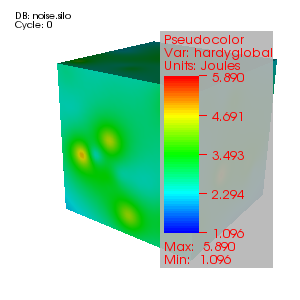 DB: noise.silo
Cycle: 0
Pseudocolor
Var: hardyglobal
Units: Joules
5.890
4.691
3.493
2.294
1.096
Max: 5.890
Min: 1.096